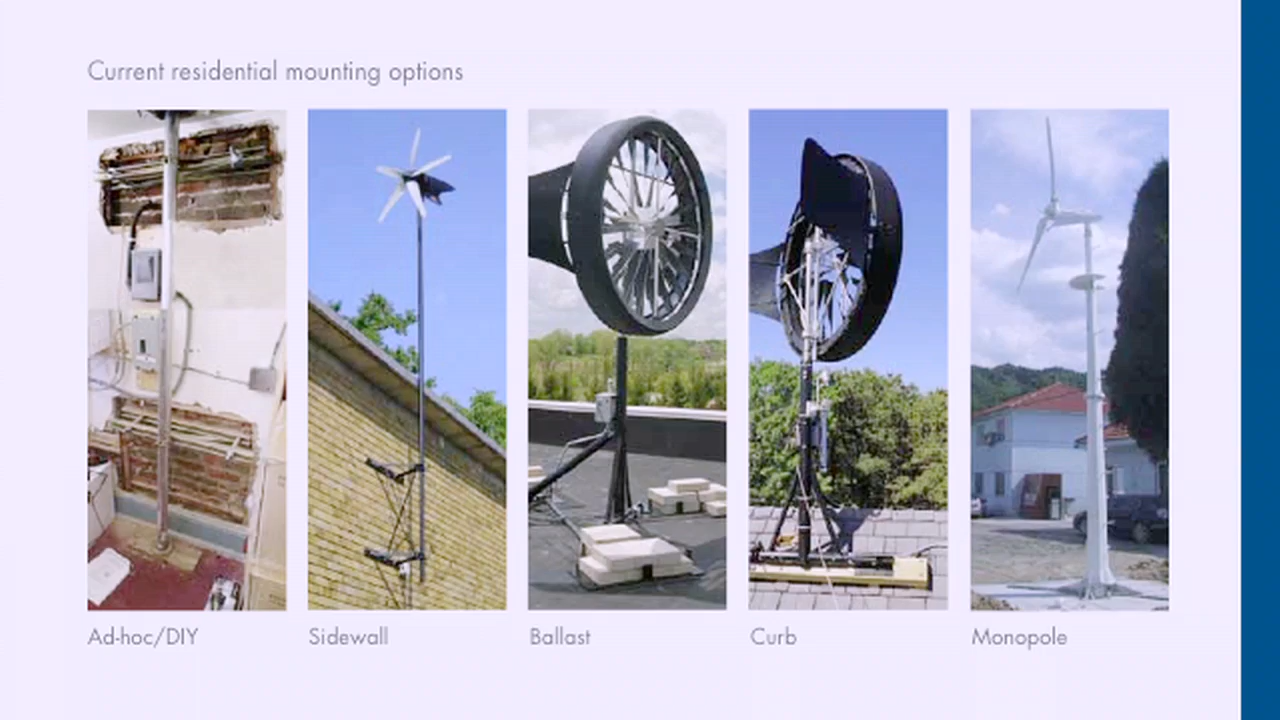 Current residential mounting options
Ad-hoc/DIY
Sidewall
Ballast
Curb
Monopole